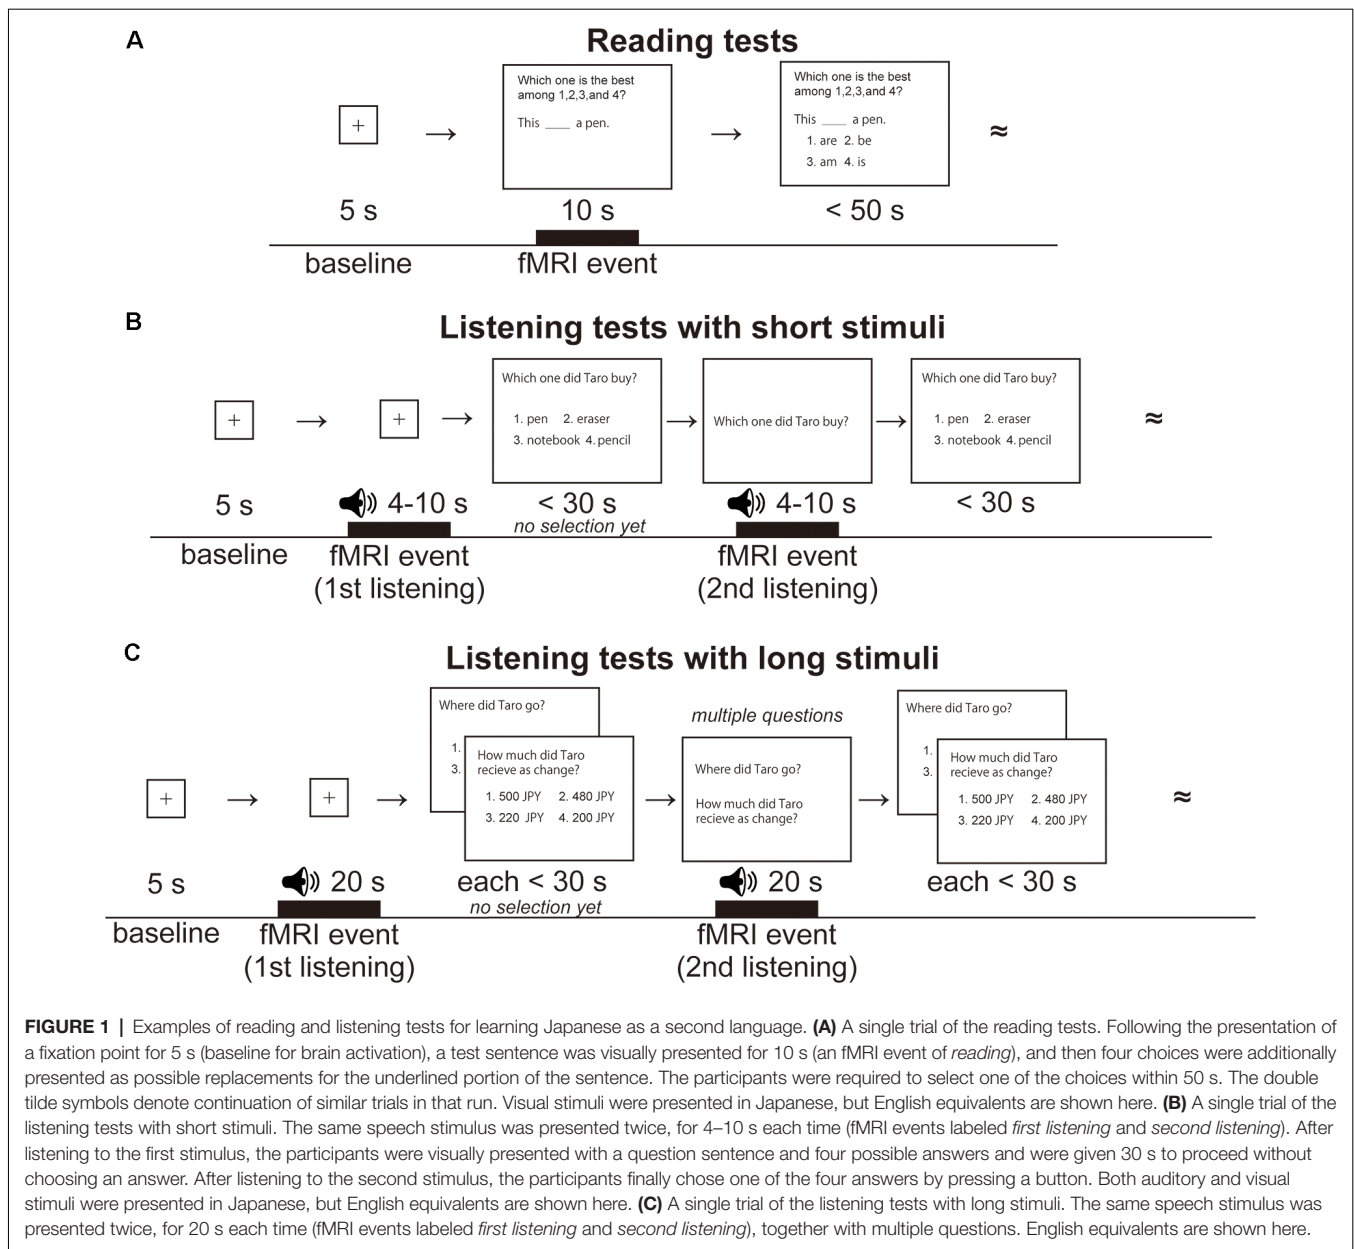 A
Reading tests
+
→
Which one is the best
among 1,2,3,and 4?
This ___ a pen.
→
Which one is the best
among 1,2,3,and 4?
This ___ a pen.
1. are 2. be
3. am 4. is
≈
5 s
10 s
< 50 s
baseline
fMRI event
B
Listening tests with short stimuli
+
→
+
→
Which one did Taro buy?
1. pen 2. eraser
3. notebook 4. pencil
→
Which one did Taro buy?
→
Which one did Taro buy?
1. pen 2. eraser
3. notebook 4. pencil
≈
5 s
4-10 s
< 30 s
no selection yet
4-10 s
< 30 s
baseline
fMRI event
(1st listening)
fMRI event
(2nd listening)
C
Listening tests with long stimuli
+
→
+
→
Where did Taro go?
1.
3.
How much did Taro
recieve as change?
1. 500 JPY 2. 480 JPY
3. 220 JPY 4. 200 JPY
→
multiple questions
Where did Taro go?
How much did Taro
recieve as change?
→
Where did Taro go?
1.
3.
How much did Taro
recieve as change?
1. 500 JPY 2. 480 JPY
3. 220 JPY 4. 200 JPY
≈
5 s
20 s
each < 30 s
no selection yet
20 s
each < 30 s
baseline
fMRI event
(1st listening)
fMRI event
(2nd listening)
FIGURE 1 | Examples of reading and listening tests for learning Japanese as a second language. (A) A single trial of the reading tests. Following the presentation of
a fixation point for 5 s (baseline for brain activation), a test sentence was visually presented for 10 s (an fMRI event of reading), and then four choices were additionally
presented as possible replacements for the underlined portion of the sentence. The participants were required to select one of the choices within 50 s. The double
tilde symbols denote continuation of similar trials in that run. Visual stimuli were presented in Japanese, but English equivalents are shown here. (B) A single trial of the
listening tests with short stimuli. The same speech stimulus was presented twice, for 4–10 s each time (fMRI events labeled first listening and second listening). After
listening to the first stimulus, the participants were visually presented with a question sentence and four possible answers and were given 30 s to proceed without
choosing an answer. After listening to the second stimulus, the participants finally chose one of the four answers by pressing a button. Both auditory and visual
stimuli were presented in Japanese, but English equivalents are shown here. (C) A single trial of the listening tests with long stimuli. The same speech stimulus was
presented twice, for 20 s each time (fMRI events labeled first listening and second listening), together with multiple questions. English equivalents are shown here.